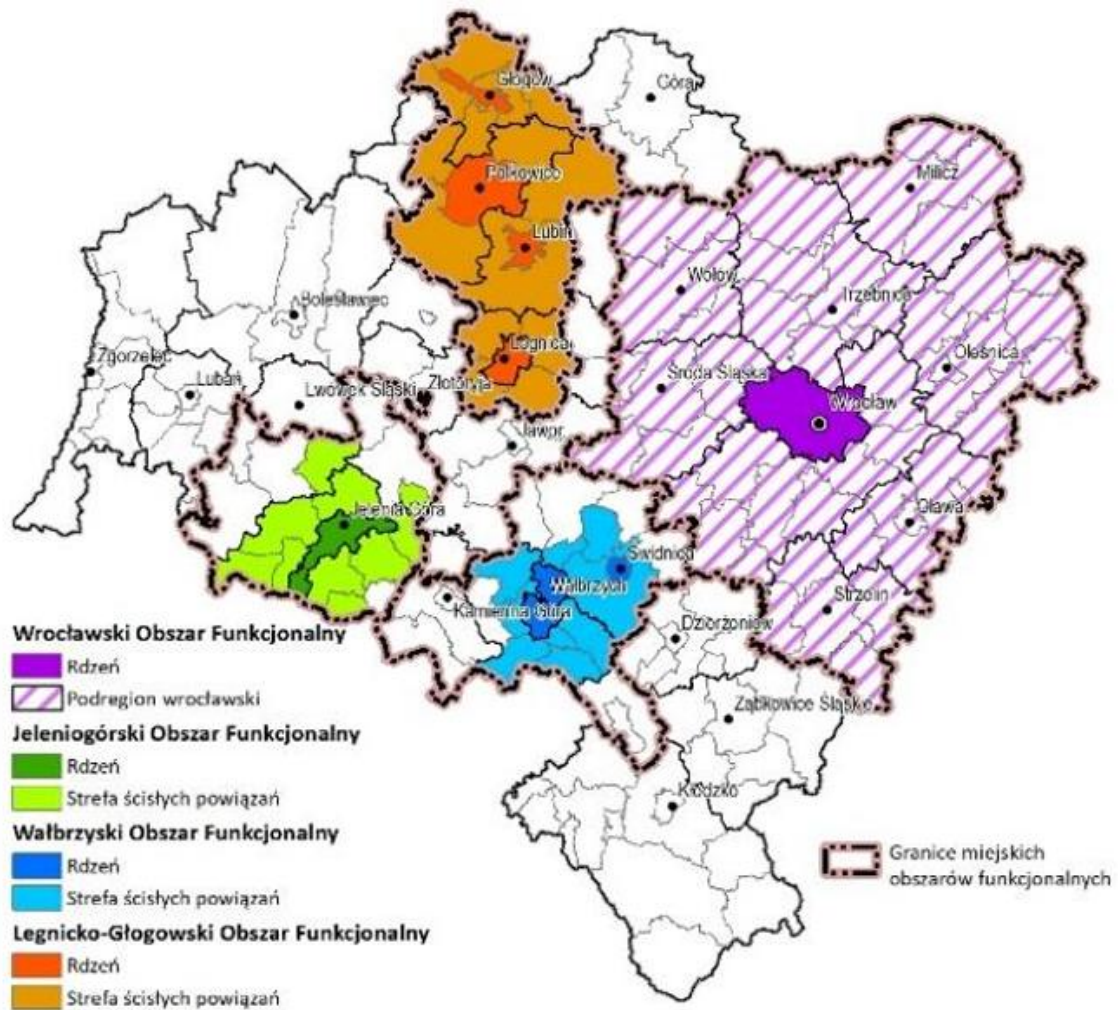 Głogów
Góra
Polkowice
Milicz
Lubin
Wołów
Trzebnica
Bolesławiec
Legnica
Oleśnica
Zgorzelec
Środa Śląska
Lubań
Lwówek Śląski
Złotoryja
Wrocław
Jawor
Jelenia Góra
Oława
Świdnica
Wałbrzych
Kamienna Góra
Strzelin
Dzierżoniów
Wrocławski Obszar Funkcjonalny
Rdzeń
Podregion wrocławski
Ząbkowice Śląskie
Jeleniogórski Obszar Funkcjonalny
Rdzeń
Strefa ścisłych powiązań
Kłodzko
Wałbrzyski Obszar Funkcjonalny
Rdzeń
Strefa ścisłych powiązań
Granice miejskich
obszarów funkcjonalnych
Legnicko-Głogowski Obszar Funkcjonalny
Rdzeń
Strefa ścisłych powiązań